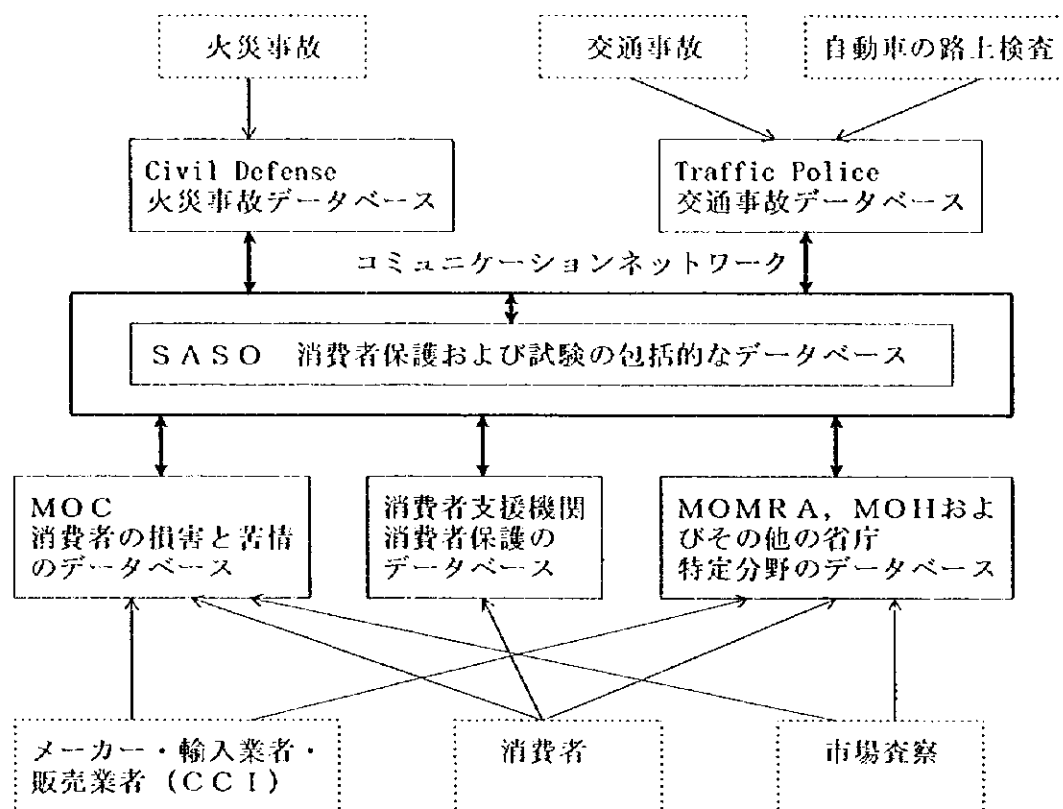 火災事故
交通事故
自動車の路上検査
Civil Defense
火災事故データベース
Traffic Police
交通事故データベース
コミュニケーションネットワーク
ＳＡＳＯ　消費者保護および試験の包括的なデータベース
ＭＯＣ
消費者の損害と苦情
のデータベース
消費者支援機関
消費者保護の
データベース
ＭＯＭＲＡ，ＭＯＨおよ
びその他の省庁
特定分野のデータベース
メーカー・輸入業者・
販売業者（ＣＣＩ）
消費者
市場査察